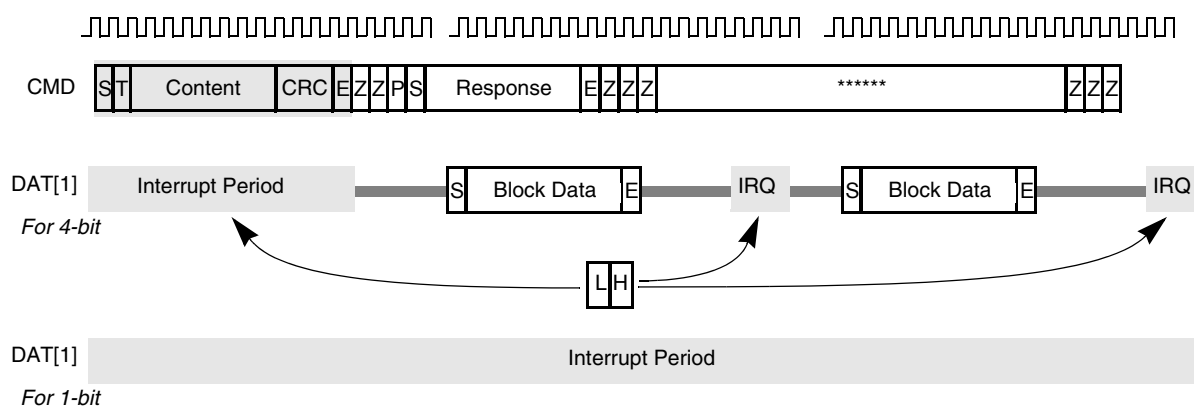 CMD S T Content CRC E Z Z P S Response E Z Z Z ****** Z Z Z
DAT[1] Interrupt Period S Block Data E IRQ S Block Data E IRQ
For 4-bit
L H
DAT[1] Interrupt Period
For 1-bit